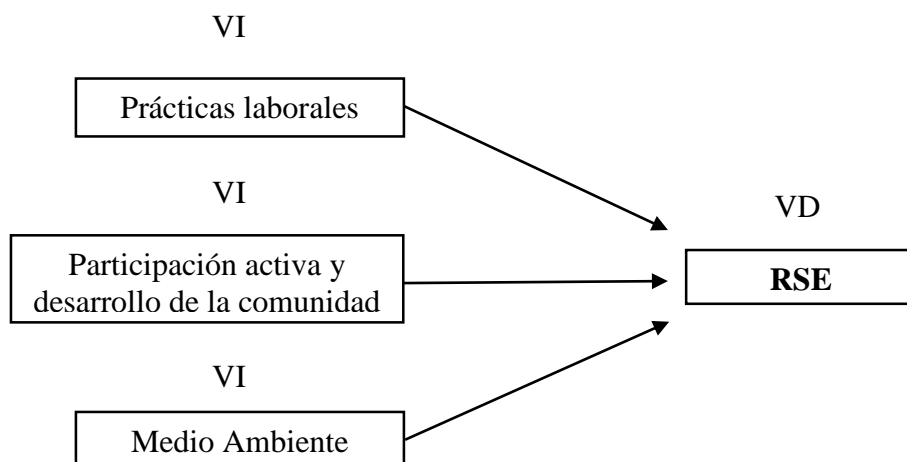 VI
Prácticas laborales
VI
Participación activa y
desarrollo de la comunidad
VI
Medio Ambiente
VD
RSE